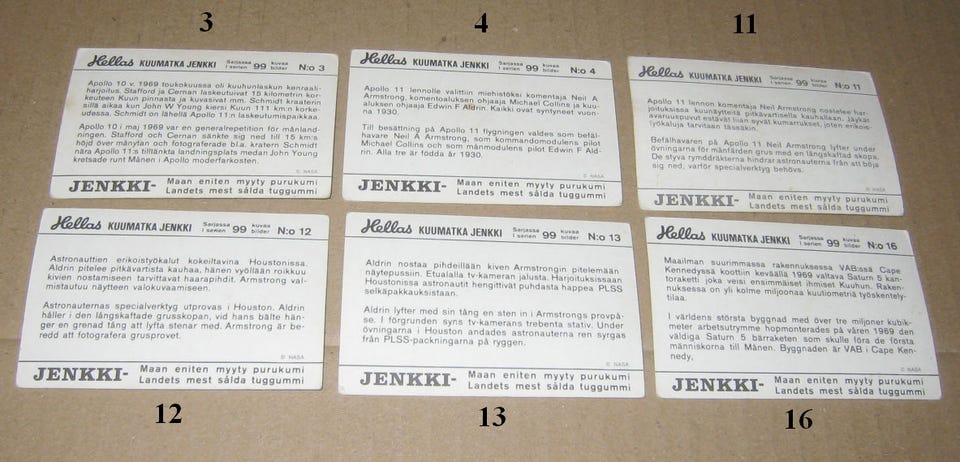 3
4
11
Hellas KUUMATKA JENKKI Sarjassa I serien 99 kuvaa bilder N:o 3
Apollo 10 v. 1969 toukokuussa oli kuuhunlaskun kenraali-
harjoitus. Stafford ja Cernan laskeutuivat 15 kilometrin kor-
keuteen Kuun pinnasta ja kuvasivat mm. Schmidt kraaterin
sillä aikaa kun John W Young kiersi Kuun 111 km:n korke-
udessa. Schmidt on lähellä Apollo 11:n laskeutumispaikkaa.
Apollo 10 i maj 1969 var en generalrepetition för månland-
ningen. Stafford och Cernan sänkte sig ned till 15 km:s
höjd över månytan och fotograferade bl.a. kratern Schmidt
nära Apollo 11:s tilltänkta landningsplats medan John Young
kretsade runt Månen i Apollo moderfarkosten.
© NASA
JENKKI- Maan eniten myyty purukumi
Landets mest sålda tuggummi
Hellas KUUMATKA JENKKI Sarjassa I serien 99 kuvaa bilder N:o 4
Apollo 11 lennolle valittiin miehistöksi komentaja Neil A
Armstrong, komentoaluksen ohjaaja Michael Collins ja kuu-
aluksen ohjaaja Edwin F Aldrin. Kaikki ovat syntyneet vuon-
na 1930.
Till besättning på Apollo 11 flygningen valdes som befäl-
havare Neil A Armstrong, som kommandomodulens pilot
Michael Collins och som månmodulens pilot Edwin F Ald-
rin. Alla tre är födda år 1930.
© NASA
JENKKI- Maan eniten myyty purukumi
Landets mest sålda tuggummi
Hellas KUUMATKA JENKKI Sarjassa I serien 99 kuvaa bilder N:o 11
Apollo 11 lennon komentaja Neil Armstrong nostelee har-
joituksissa kuunäytteitä pitkävartisella kauhallaan. Jäykät
avaruuspuvut estävät liian syvät kumarrukset, joten erikois-
työkaluja tarvitaan tässäkin.
Befälhavaren på Apollo 11 Neil Armstrong lyfter under
övningarna för månfärden grus med en långskaftad skopa.
De styva rymddräkterna hindrar astronauterna från att böja
sig ned, varför specialverktyg behövs.
© NASA
JENKKI- Maan eniten myyty purukumi
Landets mest sålda tuggummi
Hellas KUUMATKA JENKKI Sarjassa I serien 99 kuvaa bilder N:o 12
Astronauttien erikoistyökalut kokeiltavina Houstonissa.
Aldrin pitelee pitkävartista kauhaa, hänen vyöllään roikkuu
kivien nostamiseen tarvittavat haarapihdit. Armstrong val-
mistautuu näytteen valokuvaamiseen.
Astronauternas specialverktyg utprovas i Houston. Aldrin
håller i den långskaftade grusskopan, vid hans bälte hän-
ger en grenad tång att lyfta stenar med. Armstrong är be-
redd att fotografera grusprovet.
© NASA
JENKKI- Maan eniten myyty purukumi
Landets mest sålda tuggummi
Hellas KUUMATKA JENKKI Sarjassa I serien 99 kuvaa bilder N:o 13
Aldrin nostaa pihdeillään kiven Armstrongin pitelemään
näytepussiin. Etualalla tv-kameran jalusta. Harjoituksissaan
Houstonissa astronautit hengittivät puhdasta happea PLSS
selkäpakkauksistaan.
Aldrin lyfter med sin tång en sten in i Armstrongs provpå-
se. I förgrunden syns tv-kamerans trebenta stativ. Under
övningarna i Houston andades astronauterna ren syrgas
från PLSS-packningarna på ryggen.
© NASA
JENKKI- Maan eniten myyty purukumi
Landets mest sålda tuggummi
Hellas KUUMATKA JENKKI Sarjassa I serien 99 kuvaa bilder N:o 16
Maailman suurimmassa rakennuksessa VAB:issä Cape
Kennedyssä koottiin keväällä 1969 valtava Saturn 5 kan-
toraketti joka veisi ensimmäiset ihmiset Kuuhun. Raken-
nuksessa on yli kolme miljoonaa kuutiometriä työskentely-
tilaa.
I världens största byggnad med över tre miljoner kubik-
meter arbetsutrymme hopmonterades på våren 1969 den
väldiga Saturn 5 bärraketen som skulle föra de första
människorna till Månen. Byggnaden är VAB i Cape Ken-
nedy,
© NASA
JENKKI- Maan eniten myyty purukumi
Landets mest sålda tuggummi
12
13
16